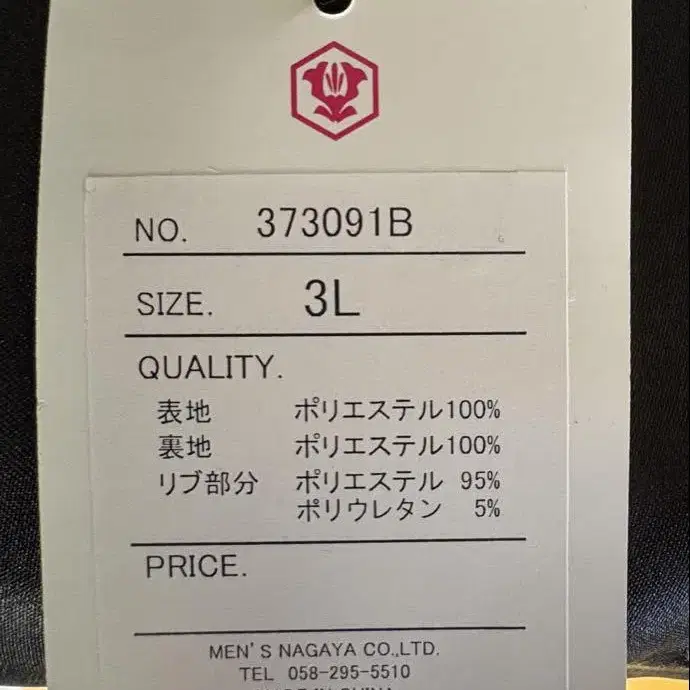 NO. 373091B
SIZE. 3L
QUALITY.
表地 ポリエステル100%
裏地 ポリエステル100%
リブ部分 ポリエステル 95%
ポリウレタン 5%
PRICE.
MEN'S NAGAYA CO.,LTD.
TEL 058-295-5510